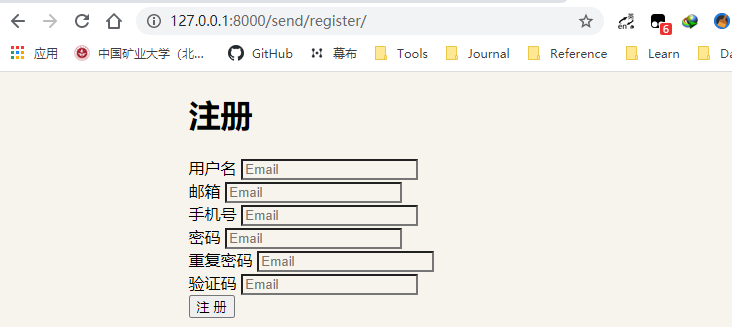 127.0.0.1:8000/send/register/
en
6
应用 中国矿业大学（北... GitHub 幕布 Tools Journal Reference Learn Da
注册
用户名 Email
邮箱 Email
手机号 Email
密码 Email
重复密码 Email
验证码 Email
注 册